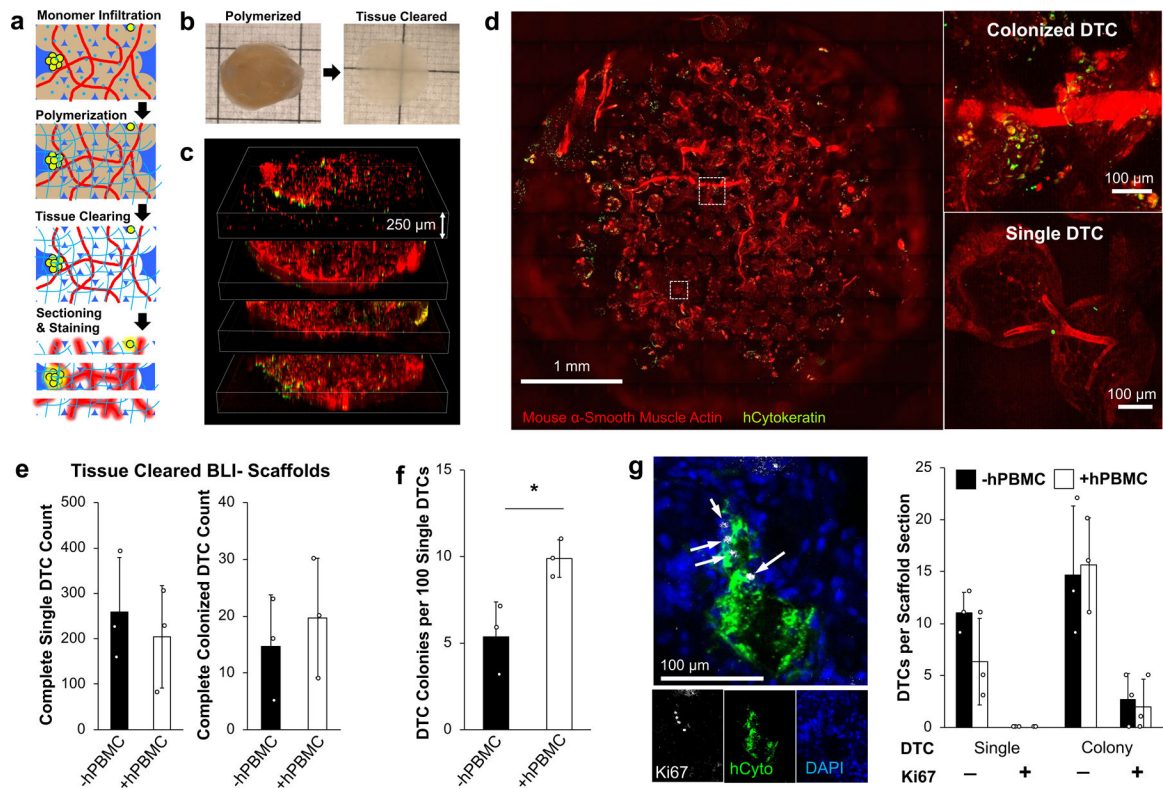 a
Monomer Infiltration
Polymerization
Tissue Clearing
Sectioning
& Staining
b
Polymerized
Tissue Cleared
c
250 µm
d
1 mm
Mouse α-Smooth Muscle Actin
hCytokeratin
Colonized DTC
100 µm
Single DTC
100 µm
e
Tissue Cleared BLI- Scaffolds
Complete Single DTC Count
500
400
300
200
100
0
-hPBMC
+hPBMC
Complete Colonized DTC Count
40
30
20
10
0
-hPBMC
+hPBMC
f
DTC Colonies per 100 Single DTCs
15
10
5
0
*
-hPBMC
+hPBMC
g
100 µm
Ki67
hCyto
DAPI
-hPBMC
+hPBMC
DTCs per Scaffold Section
25
20
15
10
5
0
DTC Single Colony
Ki67 – + – +